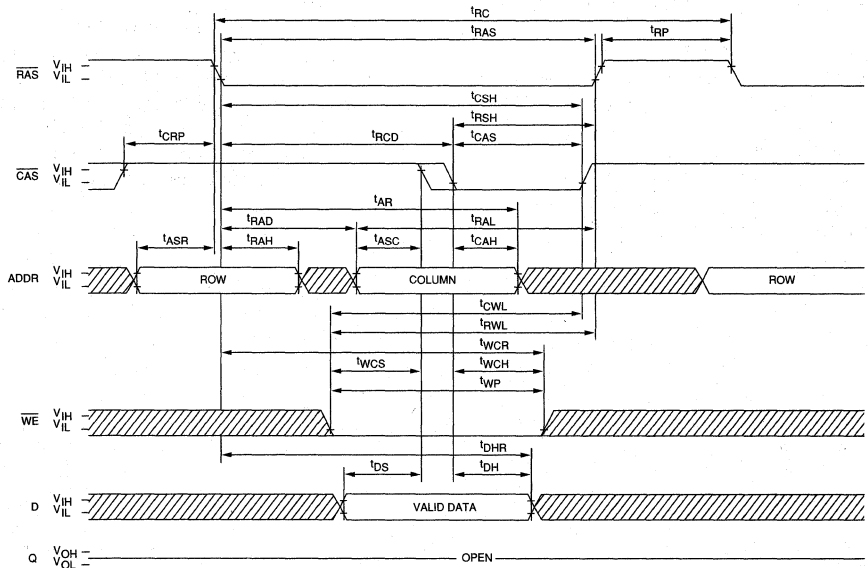 tRC
tRAS tRP
RAS VIH
VIL
tCSH
tRSH
tCRP tRCD tCAS
CAS VIH
VIL
tAR
tRAD tRAL
tASR tRAH tASC tCAH
ADDR VIH
VIL
ROW COLUMN ROW
tCWL
tRWL
tWCR
tWCS tWCH
tWP
WE VIH
VIL
tDHR
tDS tDH
D VIH
VIL
VALID DATA
Q VOH
VOL
OPEN